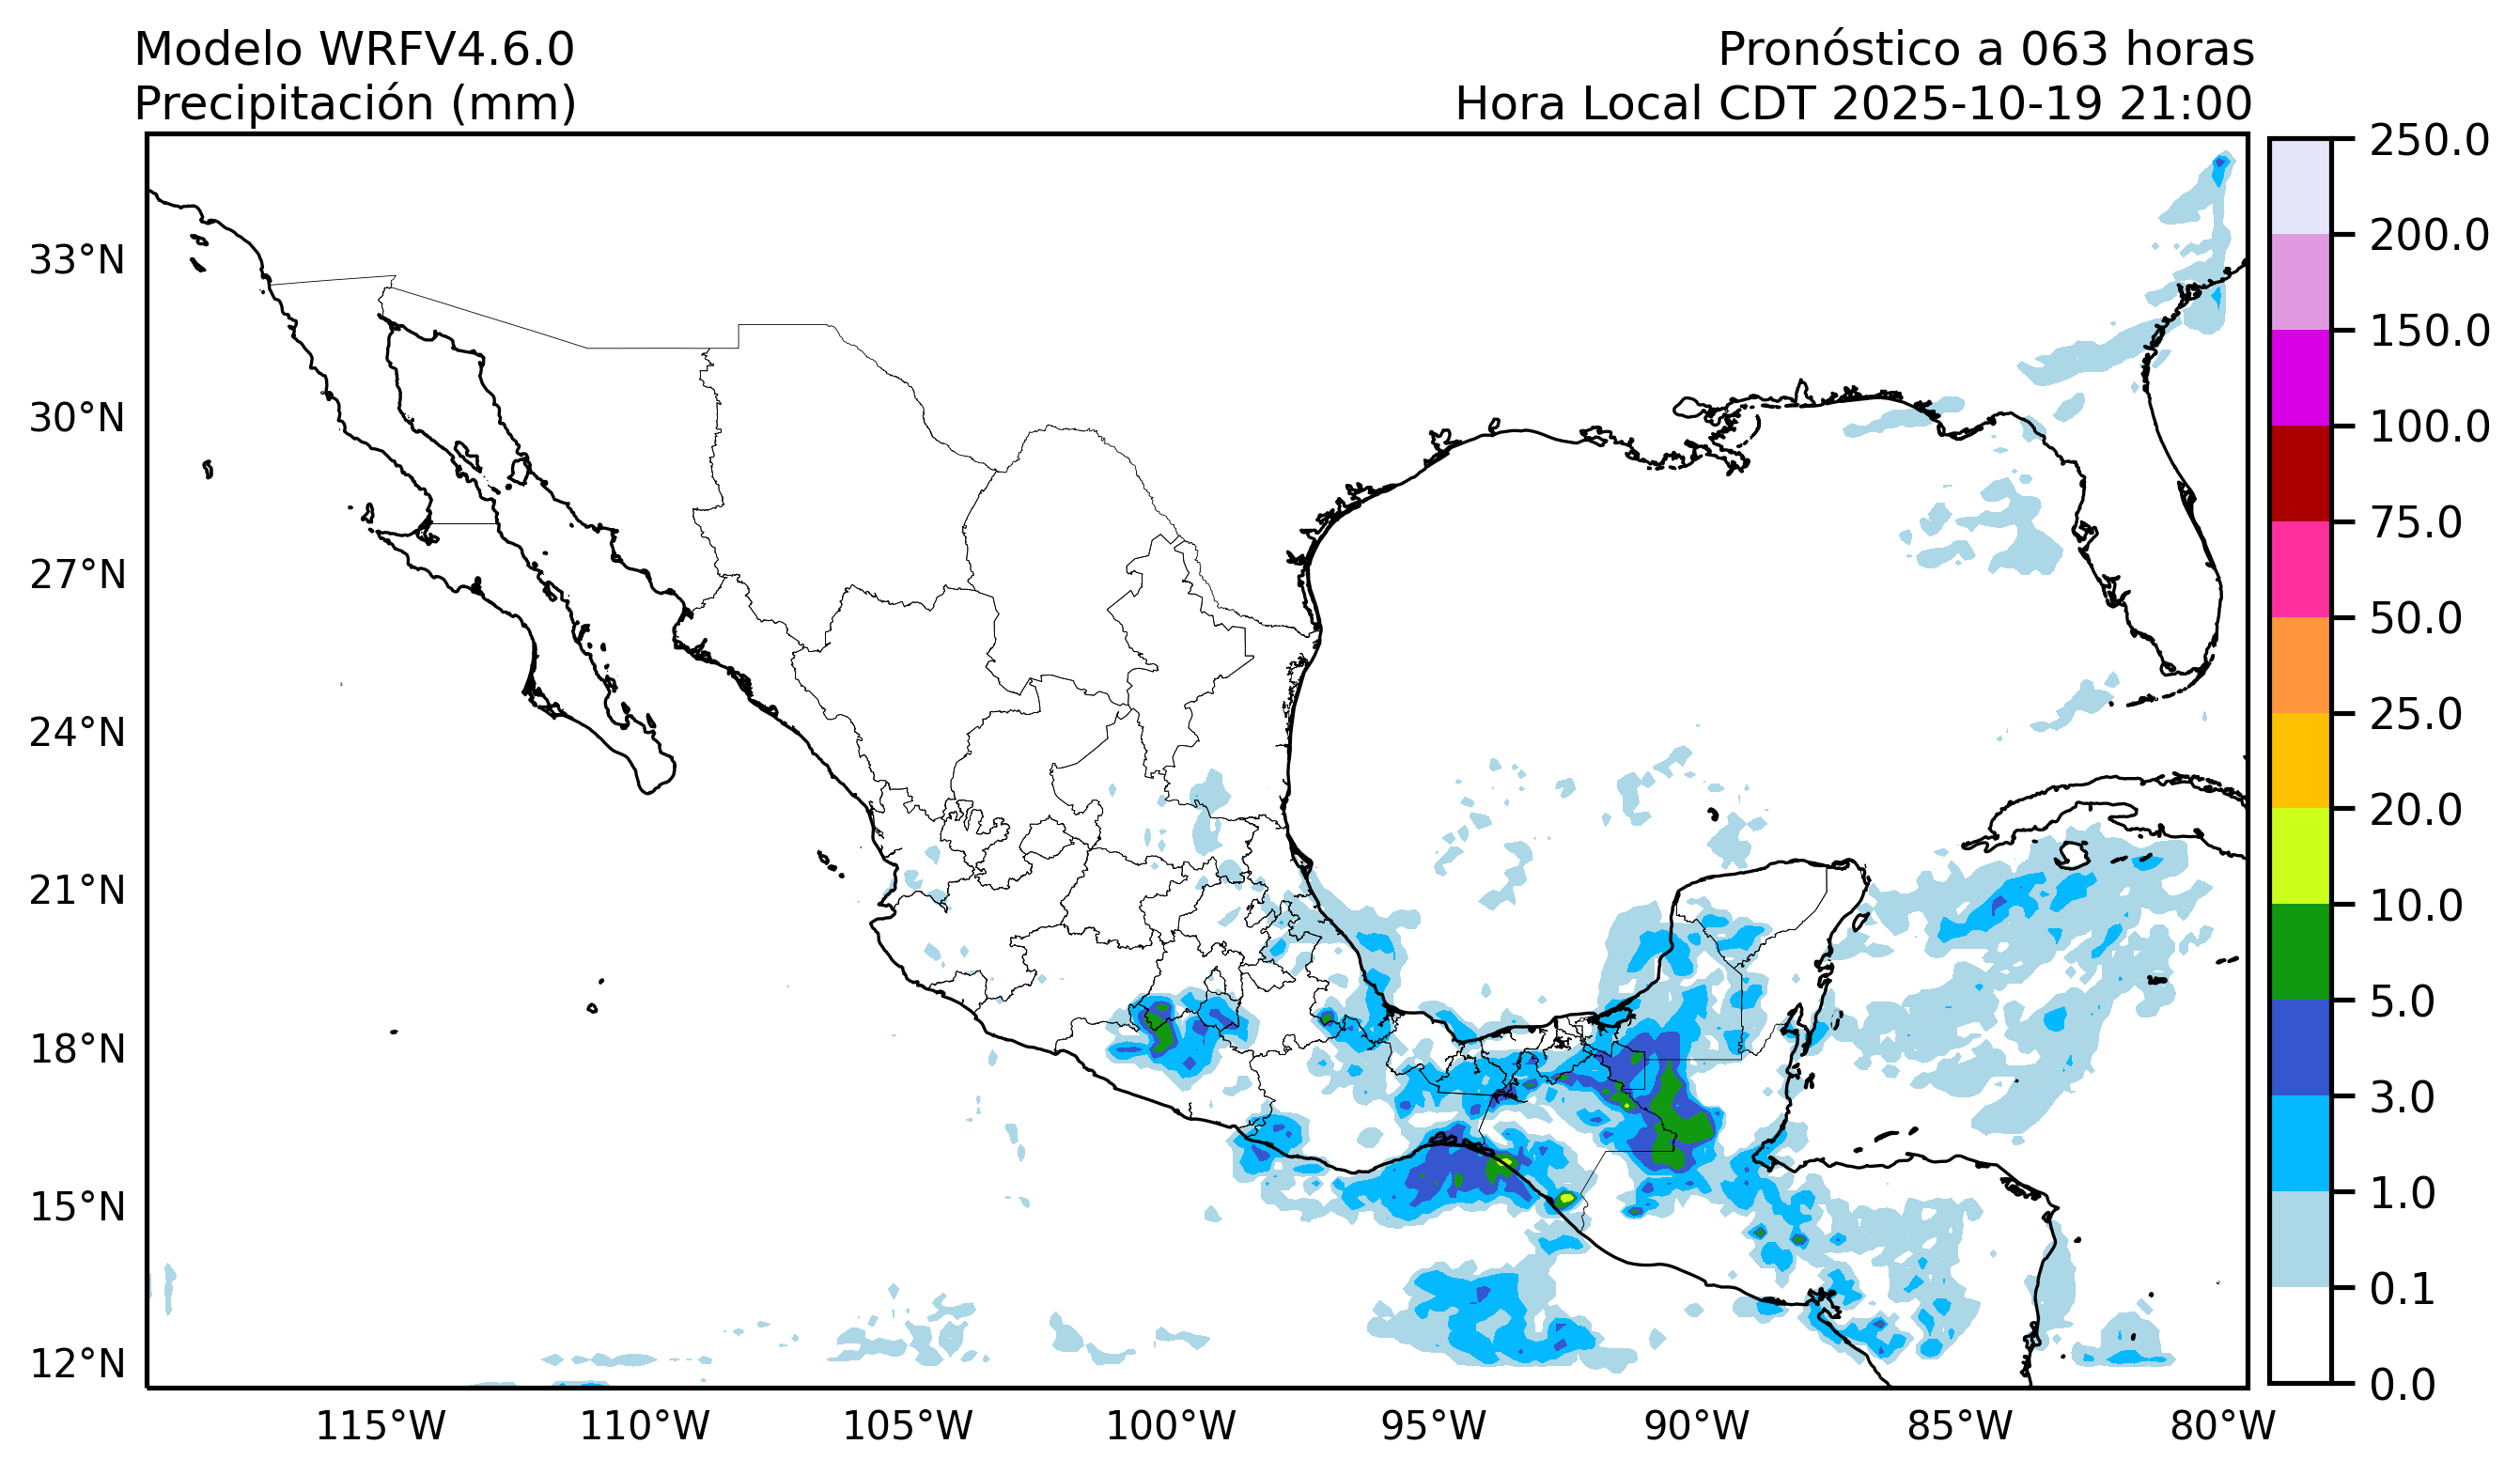 Modelo WRFV4.6.0
Precipitación (mm)
Pronóstico a 063 horas
Hora Local CDT 2025-10-19 21:00
33°N
30°N
27°N
24°N
21°N
18°N
15°N
12°N
115°W
110°W
105°W
100°W
95°W
90°W
85°W
80°W
250.0
200.0
150.0
100.0
75.0
50.0
25.0
20.0
10.0
5.0
3.0
1.0
0.1
0.0